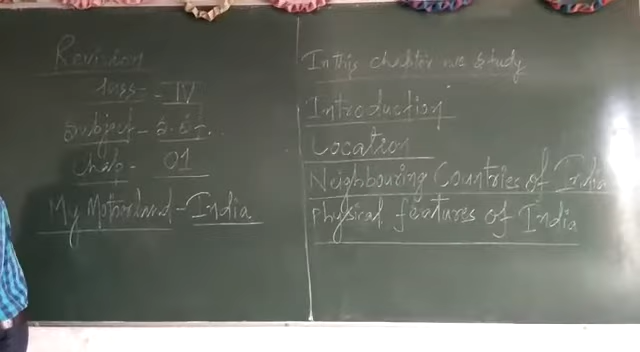 Revision
Class - IV
Subject - S.St.
Chap - 01
My Motherland - India
In this chapter we study
Introduction
Location
Neighbouring Countries of India
Physical features of India